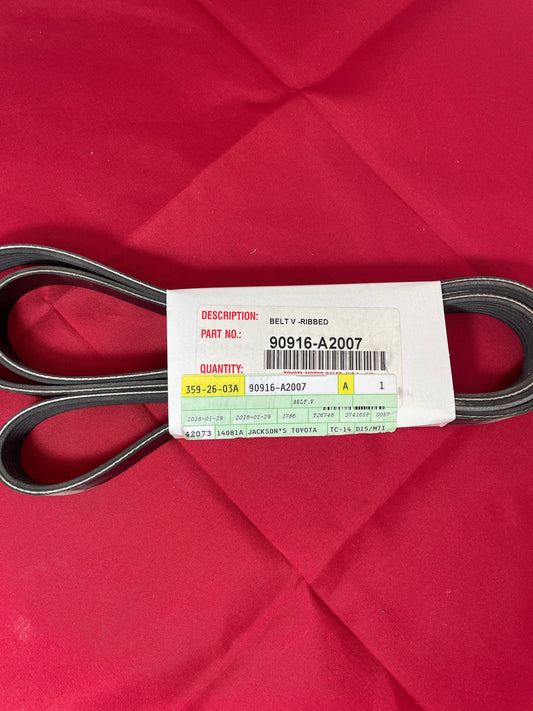 DESCRIPTION: BELT V -RIBBED
PART NO.: 90916-A2007
QUANTITY:
359-26-03A 90916-A2007 A 1
BELT.V
2018-01-29 2018-01-29 1786 T26748 3741659 0057
42073 14081A JACKSON'S TOYOTA TC-14 D15/MTI